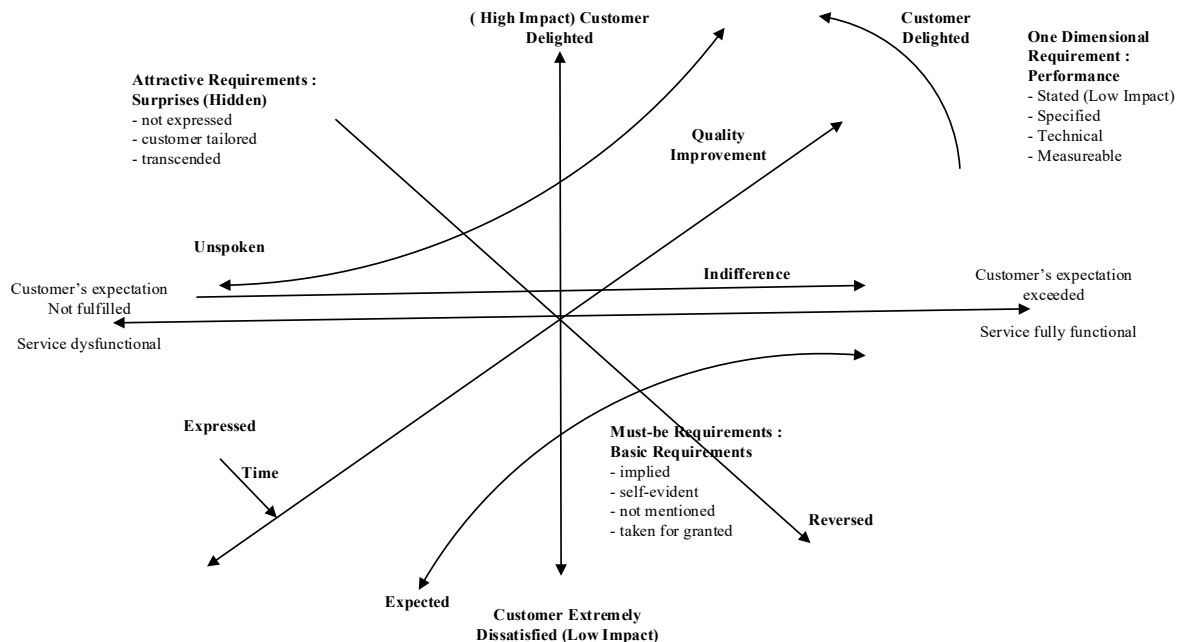 ( High Impact) Customer
Delighted
Customer
Delighted
One Dimensional
Requirement :
Performance
- Stated (Low Impact)
- Specified
- Technical
- Measureable
Attractive Requirements :
Surprises (Hidden)
- not expressed
- customer tailored
- transcended
Quality
Improvement
Unspoken
Indifference
Customer’s expectation
Not fulfilled
Service dysfunctional
Customer’s expectation
exceeded
Service fully functional
Expressed
Time
Must-be Requirements :
Basic Requirements
- implied
- self-evident
- not mentioned
- taken for granted
Reversed
Expected
Customer Extremely
Dissatisfied (Low Impact)